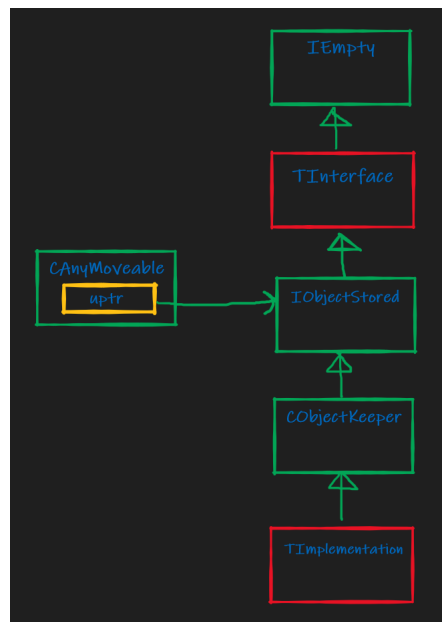 IEmpty
TInterface
CAnyMoveable
uptr
IObjectStored
CObjectKeeper
TImplementation